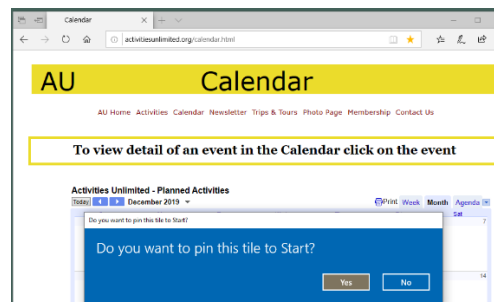 Calendar
activitiesunlimited.org/calendar.html
AU Calendar
AU Home Activities Calendar Newsletter Trips & Tours Photo Page Membership Contact Us
To view detail of an event in the Calendar click on the event
Activities Unlimited - Planned Activities
Today December 2019 Print Week Month Agenda
Sat
7
Do you want to pin this tile to Start?
Do you want to pin this tile to Start?
Yes No
14